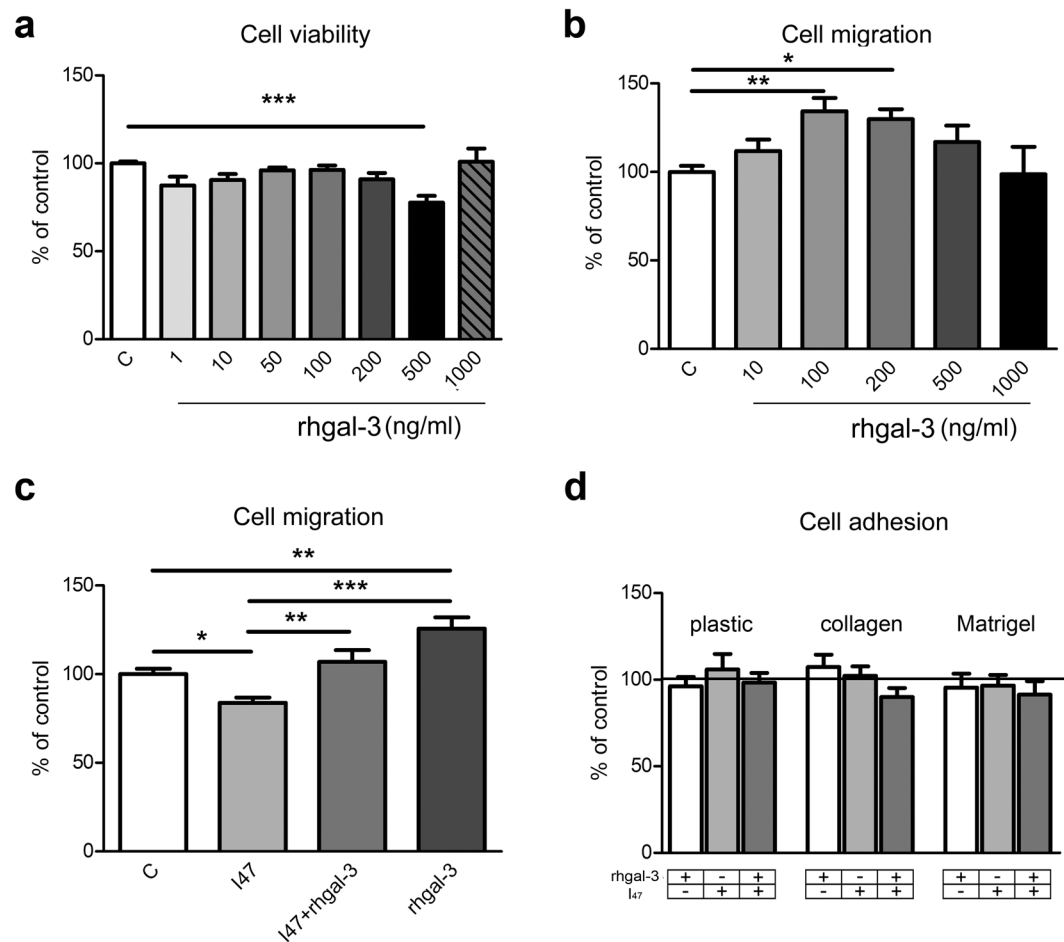 a
Cell viability
***
150
100
50
0
% of control
C 1 10 50 100 200 500 1000
rhgal-3 (ng/ml)
b
Cell migration
*
**
150
100
50
0
% of control
C 10 100 200 500 1000
rhgal-3 (ng/ml)
c
Cell migration
**
***
* **
150
100
50
0
% of control
C I47 I47+rhgal-3 rhgal-3
d
Cell adhesion
150
100
50
0
% of control
plastic collagen Matrigel
rhgal-3 + - + + - + + - +
I₄₇ - + + - + + - + +